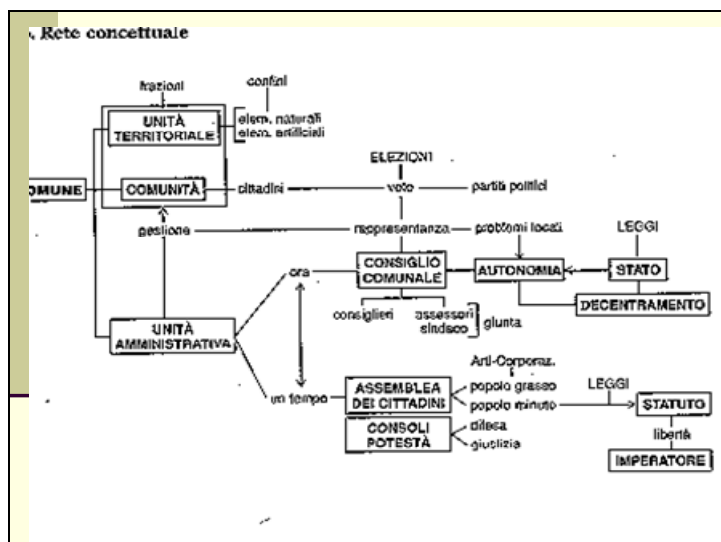 . Rete concettuale
frazioni
confini
UNITÀ
TERRITORIALE
elem. naturali
elem. artificiali
ELEZIONI
OMUNE
COMUNITÀ
cittadini
voto
partiti politici
gestione
rappresentanza
problemi locali
LEGGI
ora
CONSIGLIO
COMUNALE
AUTONOMIA
STATO
DECENTRAMENTO
consiglieri
assessori
sindaco
giunta
UNITÀ
AMMINISTRATIVA
Arti-Corporaz.
un tempo
ASSEMBLEA
DEI CITTADINI
popolo grasso
popolo minuto
LEGGI
STATUTO
CONSOLI
POTESTÀ
difesa
giustizia
libertà
IMPERATORE